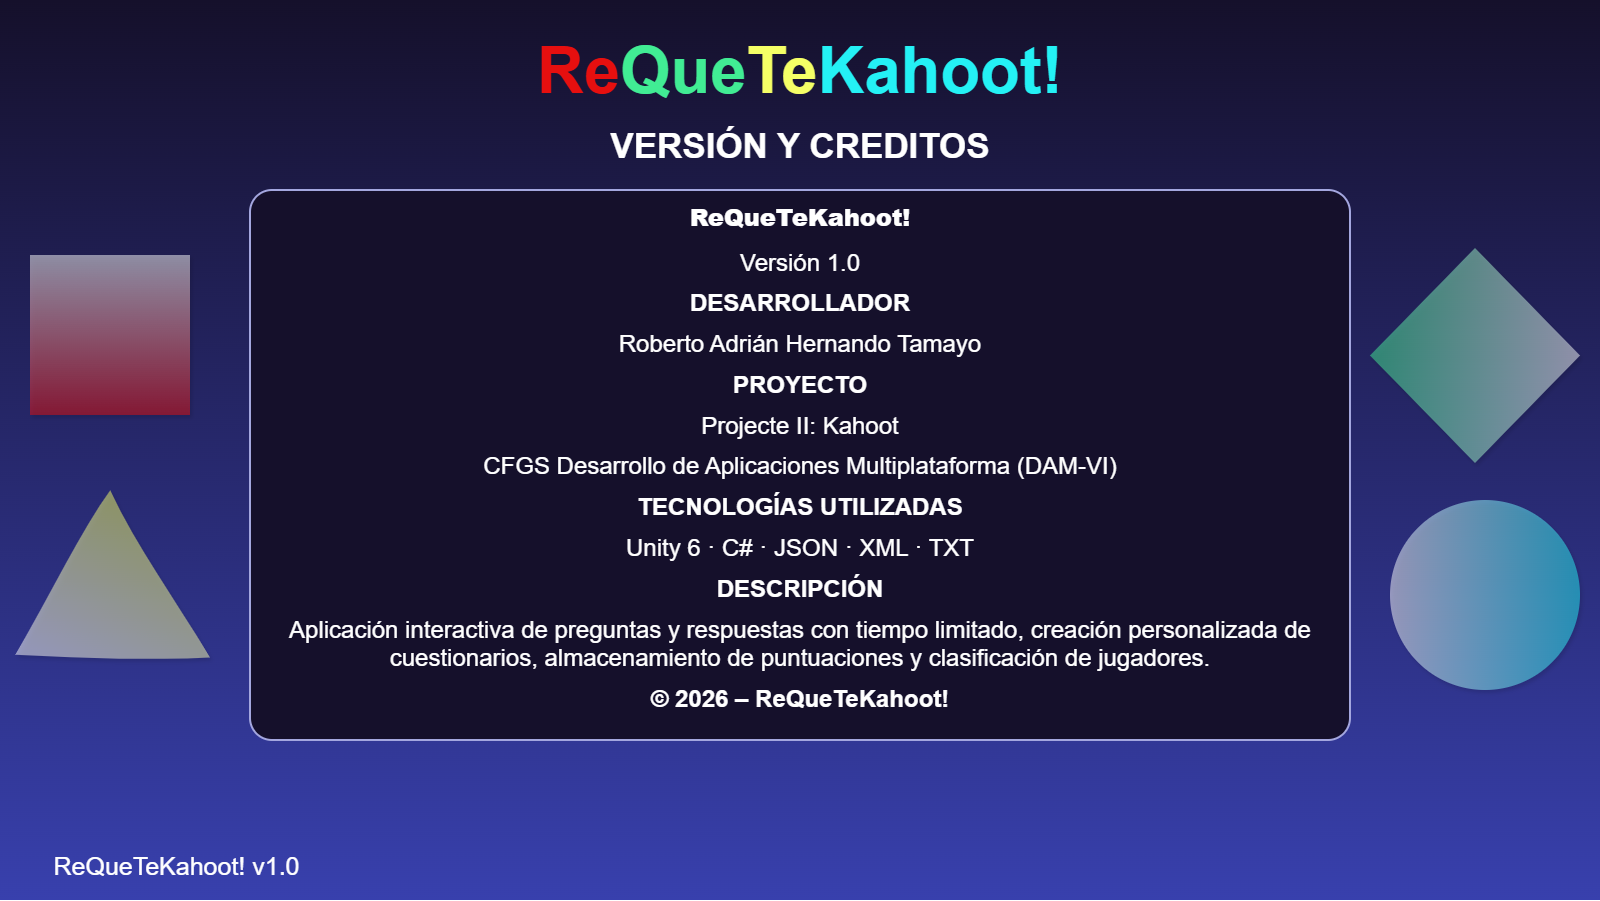 ReQueTeKahoot!
VERSIÓN Y CREDITOS
ReQueTeKahoot!
Versión 1.0
DESARROLLADOR
Roberto Adrián Hernando Tamayo
PROYECTO
Projecte II: Kahoot
CFGS Desarrollo de Aplicaciones Multiplataforma (DAM-VI)
TECNOLOGÍAS UTILIZADAS
Unity 6 · C# · JSON · XML · TXT
DESCRIPCIÓN
Aplicación interactiva de preguntas y respuestas con tiempo limitado, creación personalizada de
cuestionarios, almacenamiento de puntuaciones y clasificación de jugadores.
© 2026 – ReQueTeKahoot!
ReQueTeKahoot! v1.0